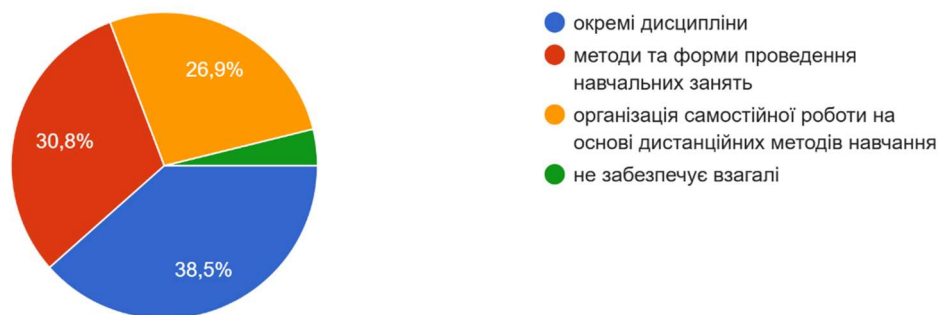 26,9%
30,8%
38,5%
окремі дисципліни
методи та форми проведення
навчальних занять
організація самостійної роботи на
основі дистанційних методів навчання
не забезпечує взагалі